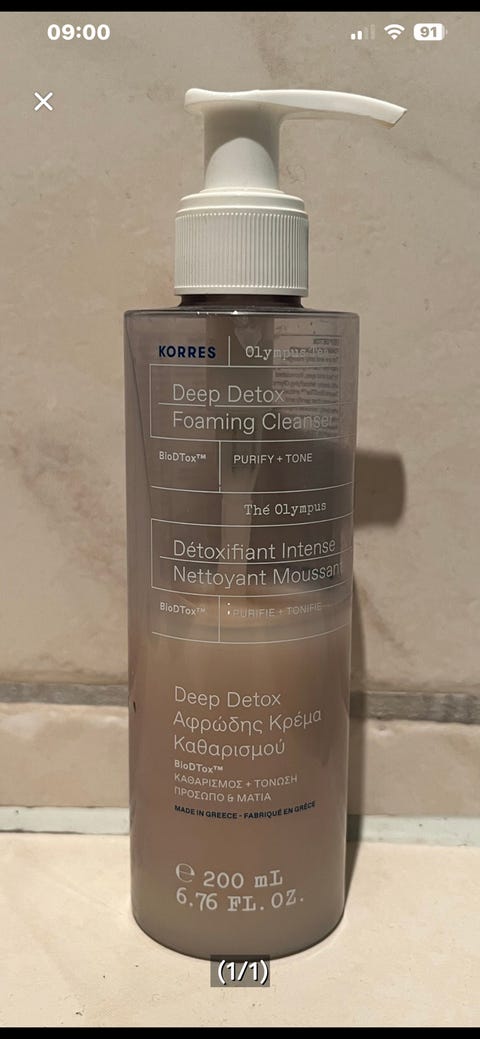 09:00
91
KORRES
Olympus Tea
Deep Detox
Foaming Cleanser
BioDTox™
PURIFY + TONE
Thé Olympus
Détoxifiant Intense
Nettoyant Moussant
BioDTox™
PURIFIE + TONIFIE
Deep Detox
Αφρώδης Κρέμα
Καθαρισμού
BioDTox™
ΚΑΘΑΡΙΣΜΟΣ + ΤΟΝΩΣΗ
ΠΡΟΣΩΠΟ & ΜΑΤΙΑ
MADE IN GREECE - FABRIQUÉ EN GRÈCE
℮ 200 mL
6.76 FL. OZ.
(1/1)